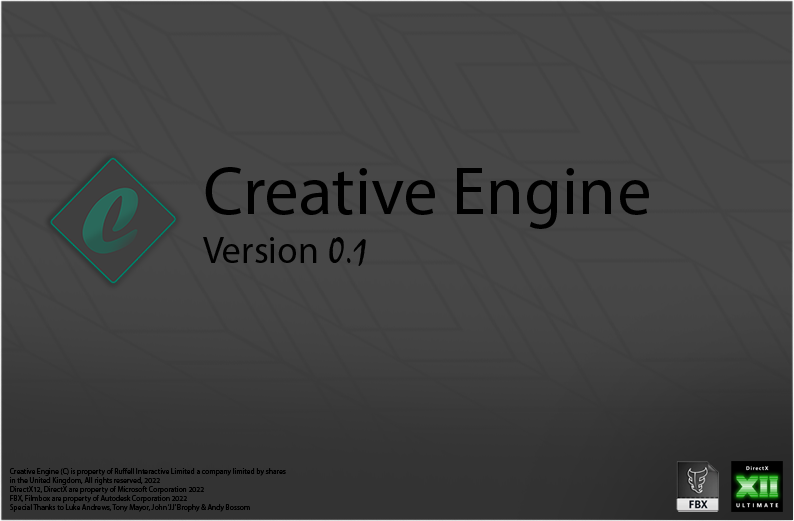 C
Creative Engine
Version 0.1
Creative Engine (C) is property of Ruffell Interactive Limited a company limited by shares
in the United Kingdom, All rights reserved, 2022
DirectX12, DirectX are property of Microsoft Corporation 2022
FBX, Filmbox are property of Autodesk Corporation 2022
Special Thanks to Luke Andrews, Tony Mayor, John 'JJ' Brophy & Andy Bossom
FBX
DirectX
XII
ULTIMATE